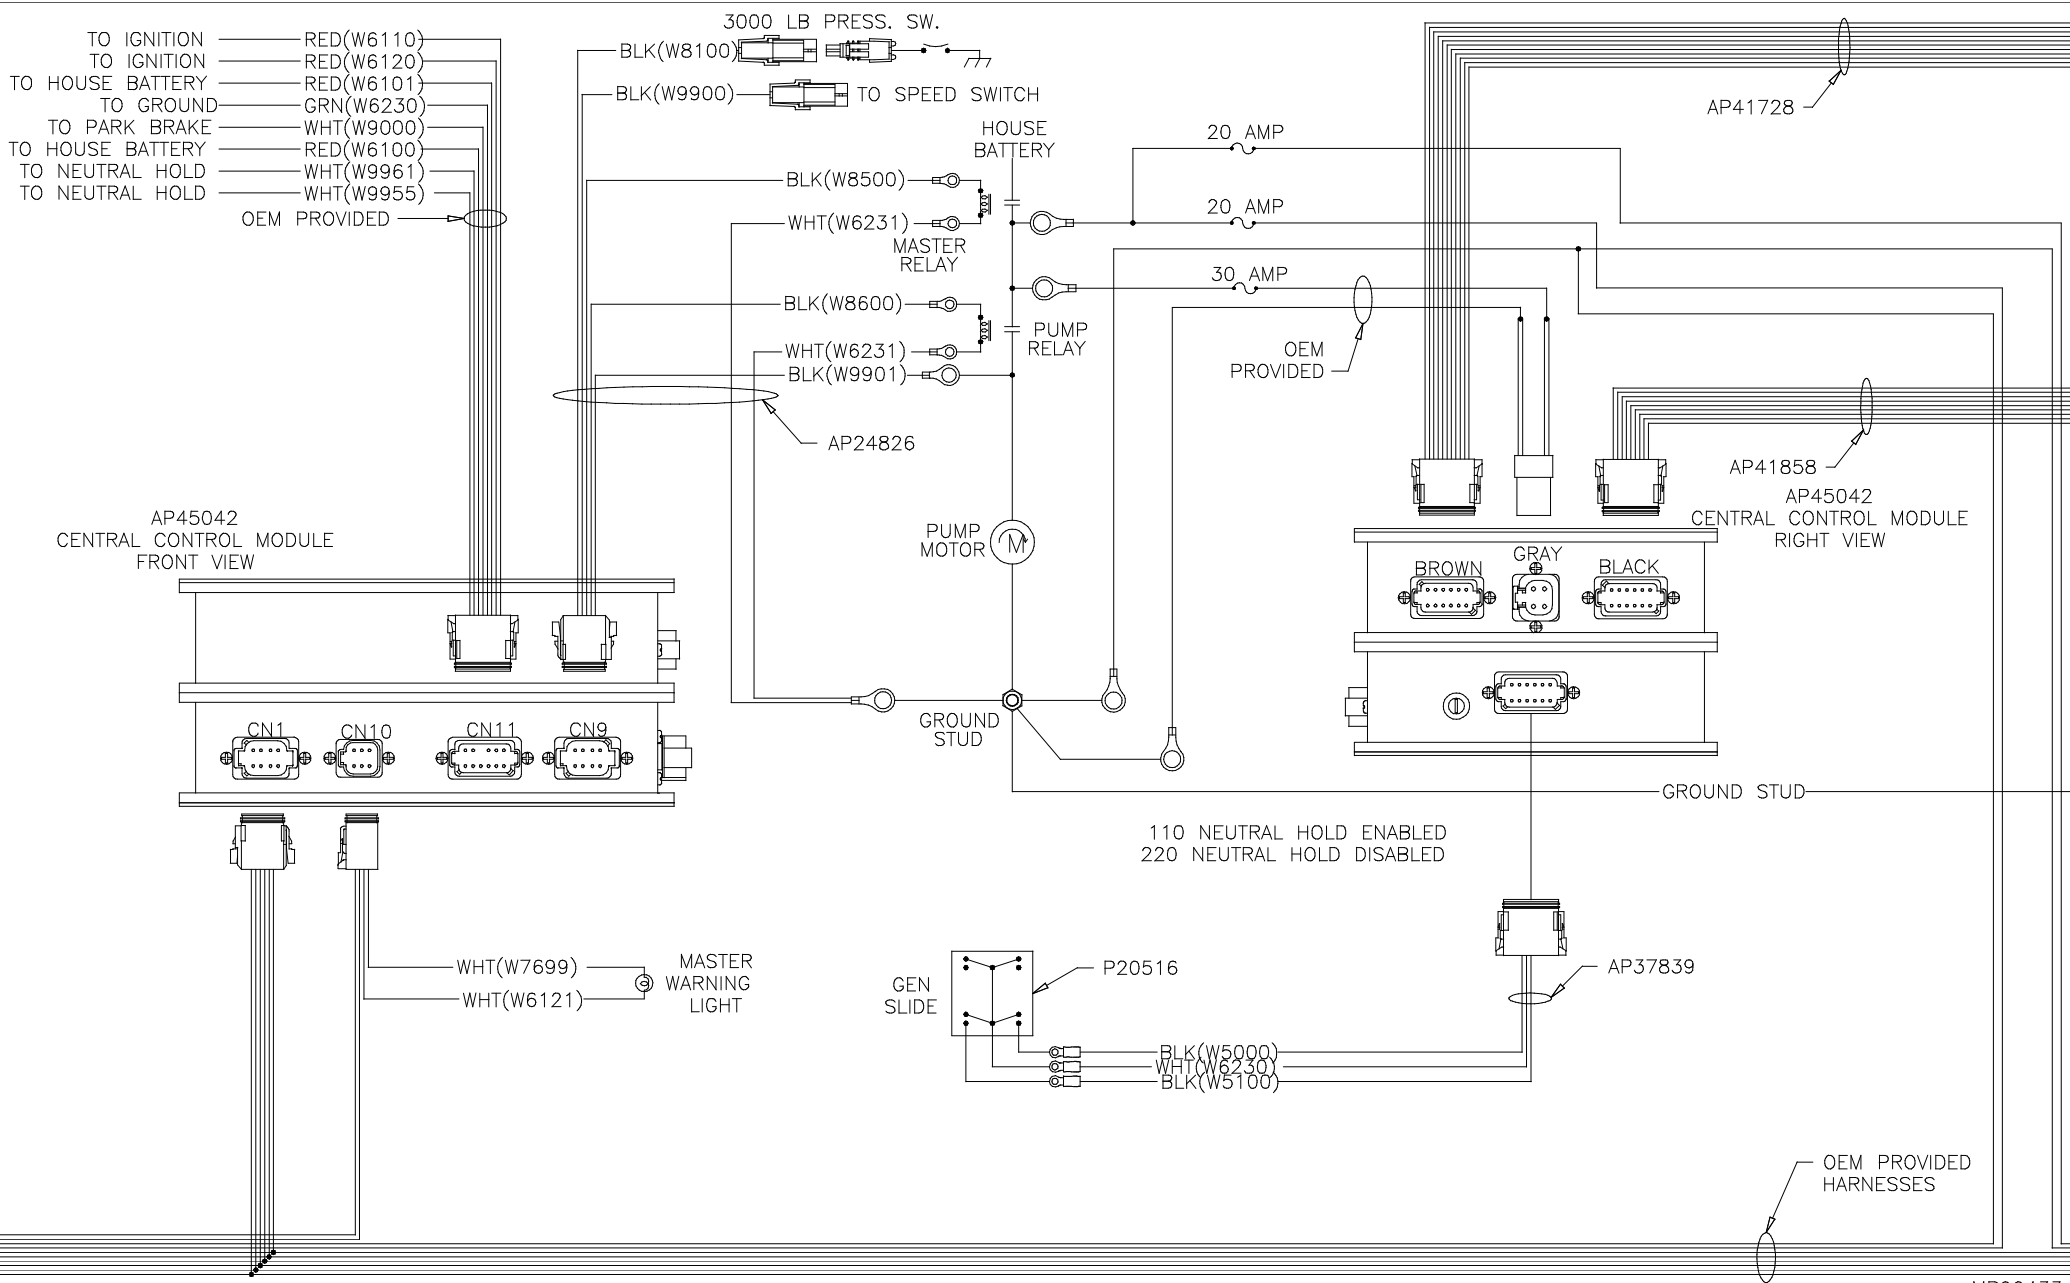 3000 LB PRESS. SW.
TO IGNITION RED(W6110)
TO IGNITION RED(W6120)
TO HOUSE BATTERY RED(W6101)
TO GROUND GRN(W6230)
TO PARK BRAKE WHT(W9000)
TO HOUSE BATTERY RED(W6100)
TO NEUTRAL HOLD WHT(W9961)
TO NEUTRAL HOLD WHT(W9955)
OEM PROVIDED
BLK(W8100)
BLK(W9900) TO SPEED SWITCH
HOUSE
BATTERY
BLK(W8500)
WHT(W6231)
MASTER
RELAY
BLK(W8600)
PUMP
RELAY
WHT(W6231)
BLK(W9901)
AP24826
20 AMP
20 AMP
30 AMP
OEM
PROVIDED
AP41728
AP41858
AP45042
CENTRAL CONTROL MODULE
RIGHT VIEW
AP45042
CENTRAL CONTROL MODULE
FRONT VIEW
PUMP
MOTOR
M
BROWN
GRAY
BLACK
CN1
CN10
CN11
CN9
GROUND
STUD
GROUND STUD
110 NEUTRAL HOLD ENABLED
220 NEUTRAL HOLD DISABLED
WHT(W7699)
WHT(W6121)
MASTER
WARNING
LIGHT
GEN
SLIDE
P20516
AP37839
BLK(W5000)
WHT(W6230)
BLK(W5100)
OEM PROVIDED
HARNESSES